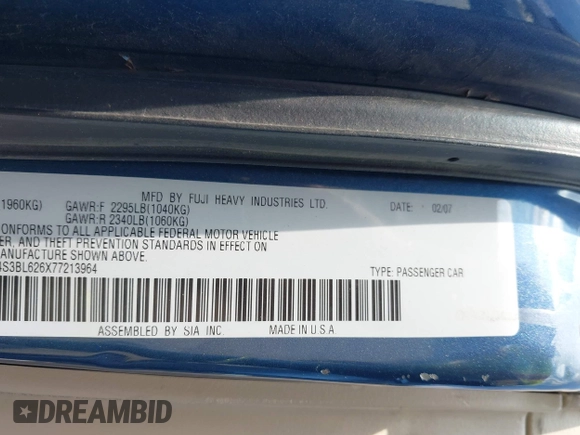 MFD BY FUJI HEAVY INDUSTRIES LTD.
1960KG) GAWR:F 2295LB(1040KG) DATE: 02/07
GAWR:R 2340LB(1060KG)
CONFORMS TO ALL APPLICABLE FEDERAL MOTOR VEHICLE
ER, AND THEFT PREVENTION STANDARDS IN EFFECT ON
MANUFACTURE SHOWN ABOVE.
4S3BL626X77213964 TYPE: PASSENGER CAR
ASSEMBLED BY SIA INC. MADE IN U.S.A
DREAMBID